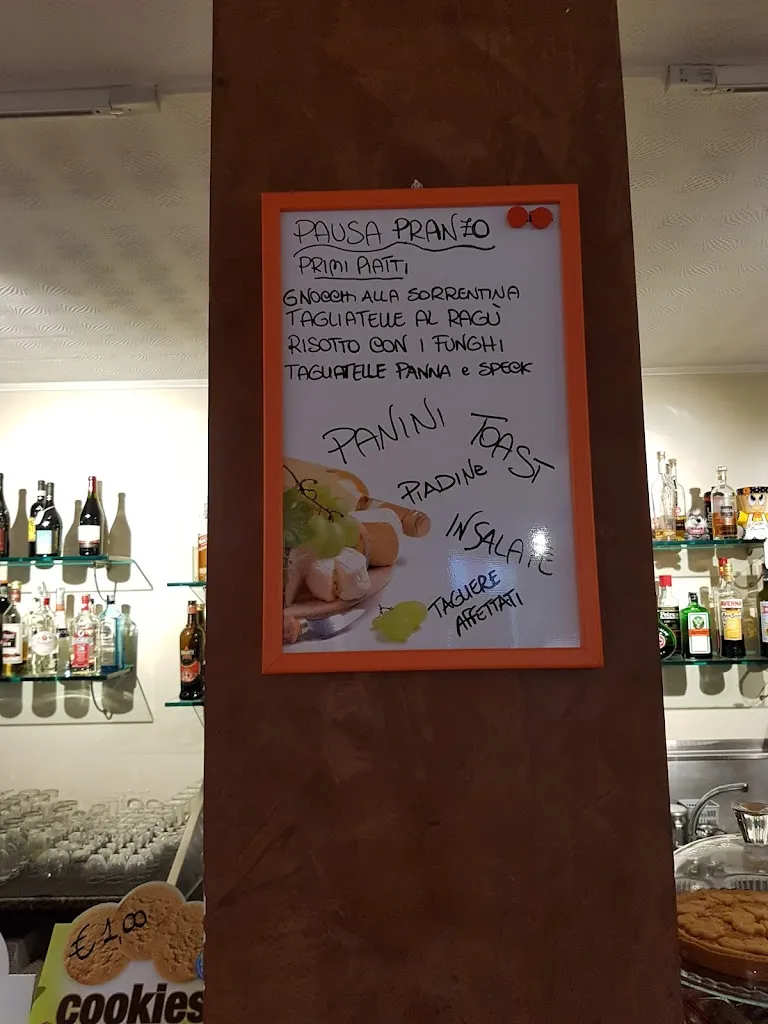 PAUSA PRANZO
PRIMI PIATTI
GNOCCHI ALLA SORRENTINA
TAGLIATELLE AL RAGÙ
RISOTTO CON I FUNGHI
TAGLIATELLE PANNA e SPECK
PANINI
TOAST
PIADINE
INSALATE
TAGLIERE
AFFETTATI
AVERNA
€ 1,00
cookies